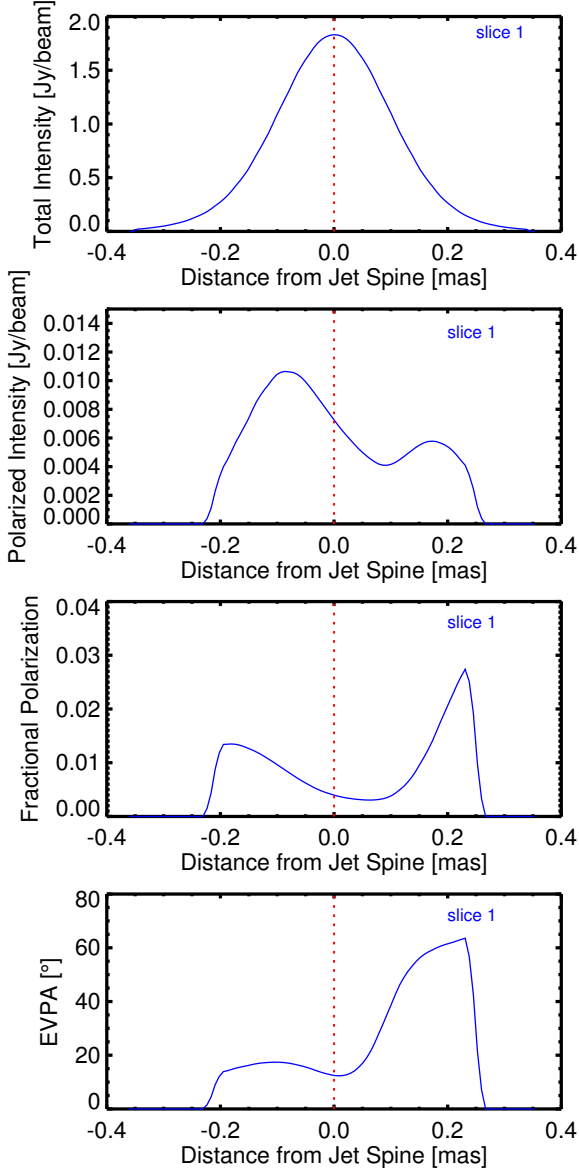 Total Intensity [Jy/beam]
2.0
1.5
1.0
0.5
0.0
slice 1
-0.4 -0.2 0.0 0.2 0.4
Distance from Jet Spine [mas]
Polarized Intensity [Jy/beam]
0.014
0.012
0.010
0.008
0.006
0.004
0.002
0.000
slice 1
-0.4 -0.2 0.0 0.2 0.4
Distance from Jet Spine [mas]
Fractional Polarization
0.04
0.03
0.02
0.01
0.00
slice 1
-0.4 -0.2 0.0 0.2 0.4
Distance from Jet Spine [mas]
EVPA [°]
80
60
40
20
0
slice 1
-0.4 -0.2 0.0 0.2 0.4
Distance from Jet Spine [mas]